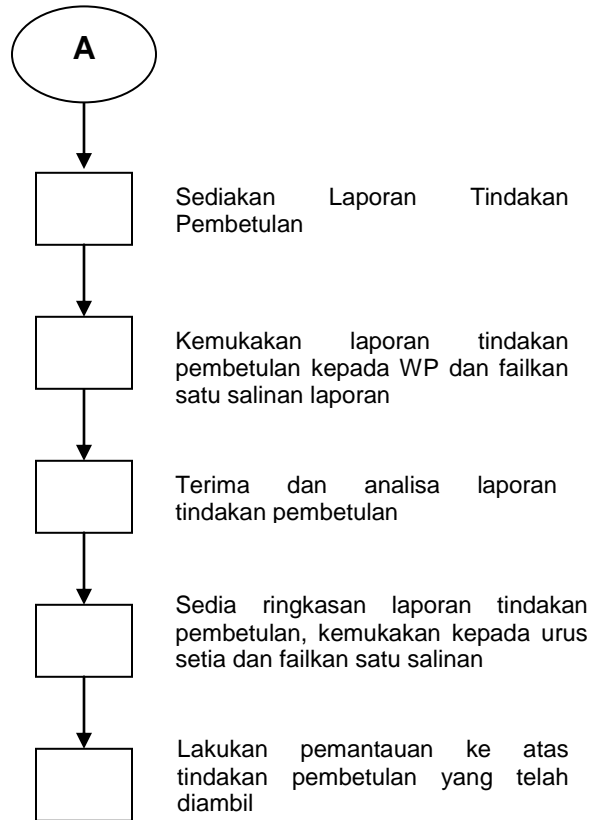 A
Sediakan Laporan Tindakan
Pembetulan
Kemukakan laporan tindakan
pembetulan kepada WP dan failkan
satu salinan laporan
Terima dan analisa laporan
tindakan pembetulan
Sedia ringkasan laporan tindakan
pembetulan, kemukakan kepada urus
setia dan failkan satu salinan
Lakukan pemantauan ke atas
tindakan pembetulan yang telah
diambil